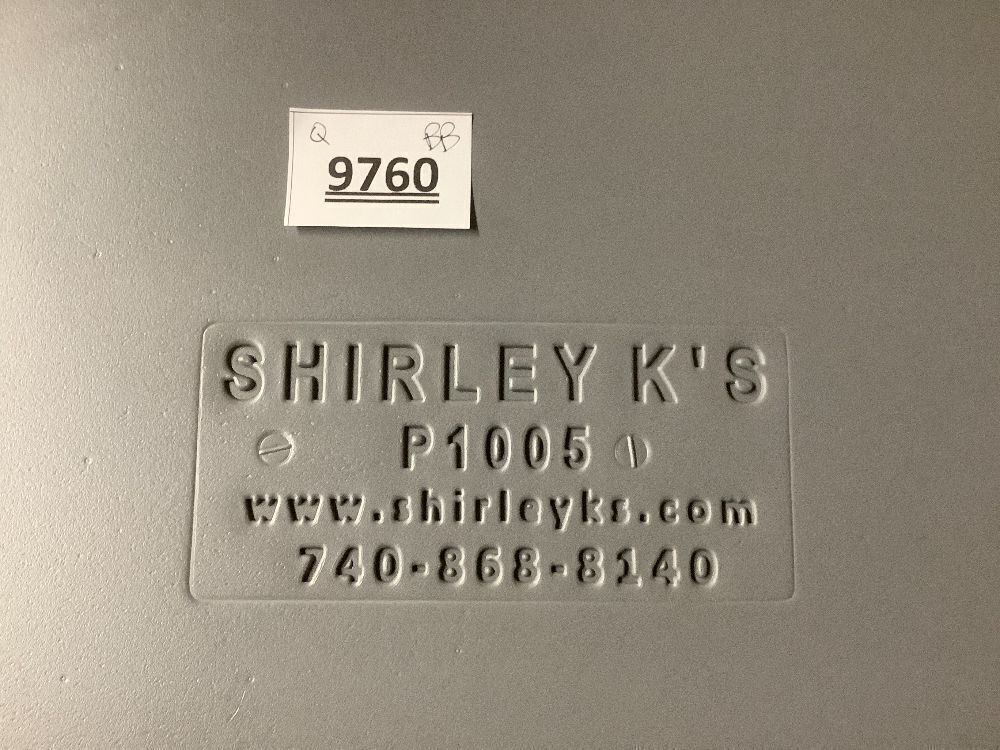 Q BB
9760
SHIRLEY K'S
P1005
www.shirleyks.com
740-868-8140